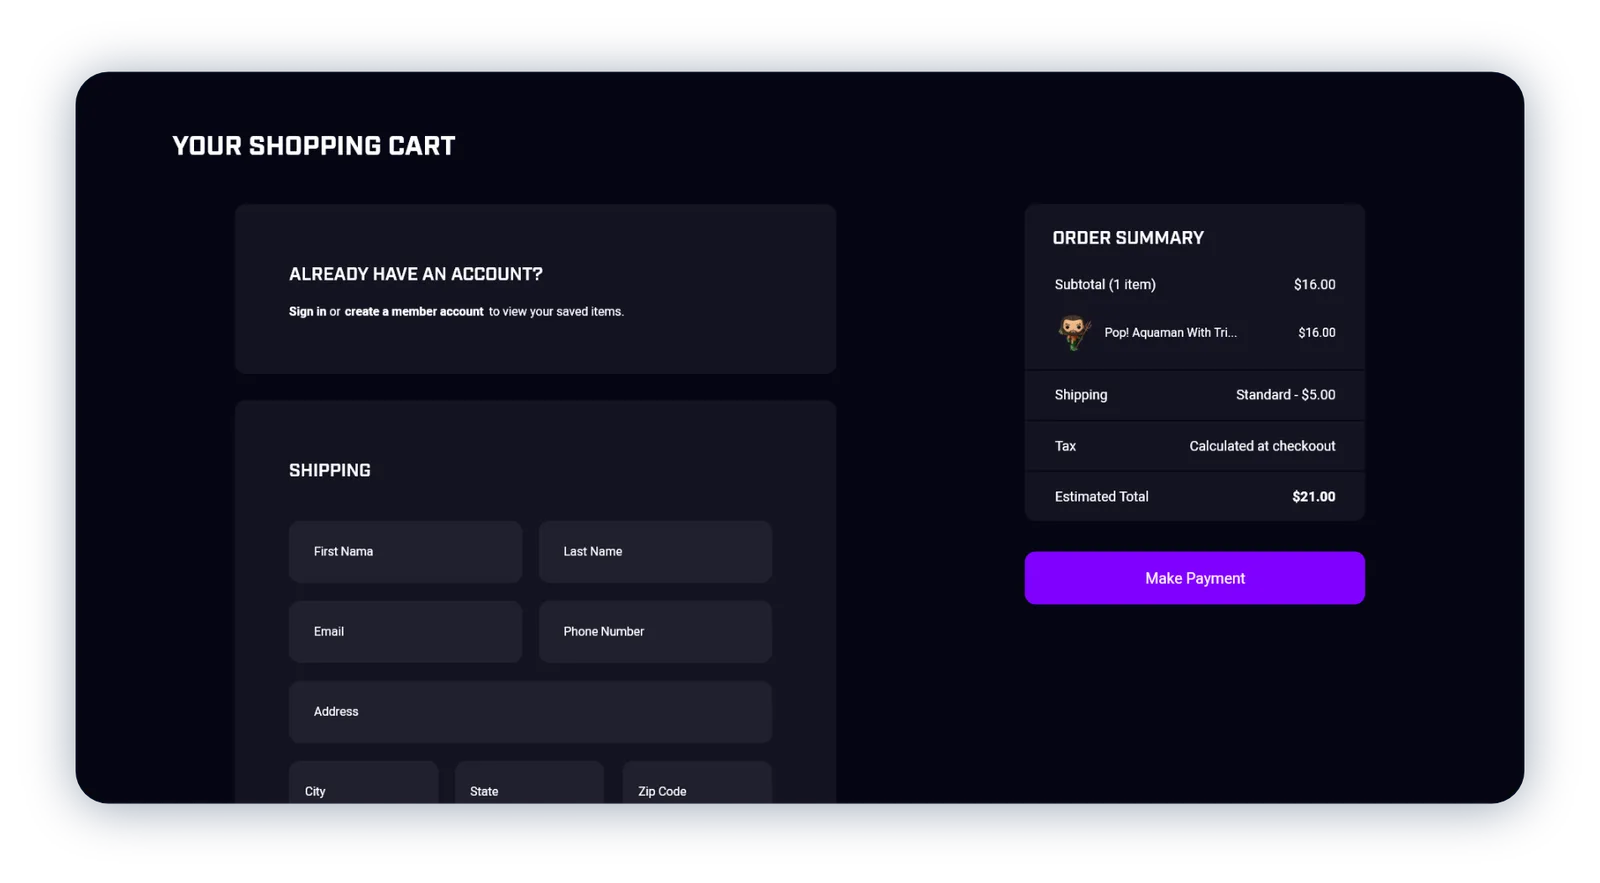 YOUR SHOPPING CART
ALREADY HAVE AN ACCOUNT?
Sign in or create a member account to view your saved items.
SHIPPING
First Nama
Last Name
Email
Phone Number
Address
City
State
Zip Code
ORDER SUMMARY
Subtotal (1 item) $16.00
Pop! Aquaman With Tri... $16.00
Shipping Standard - $5.00
Tax Calculated at checkoout
Estimated Total $21.00
Make Payment